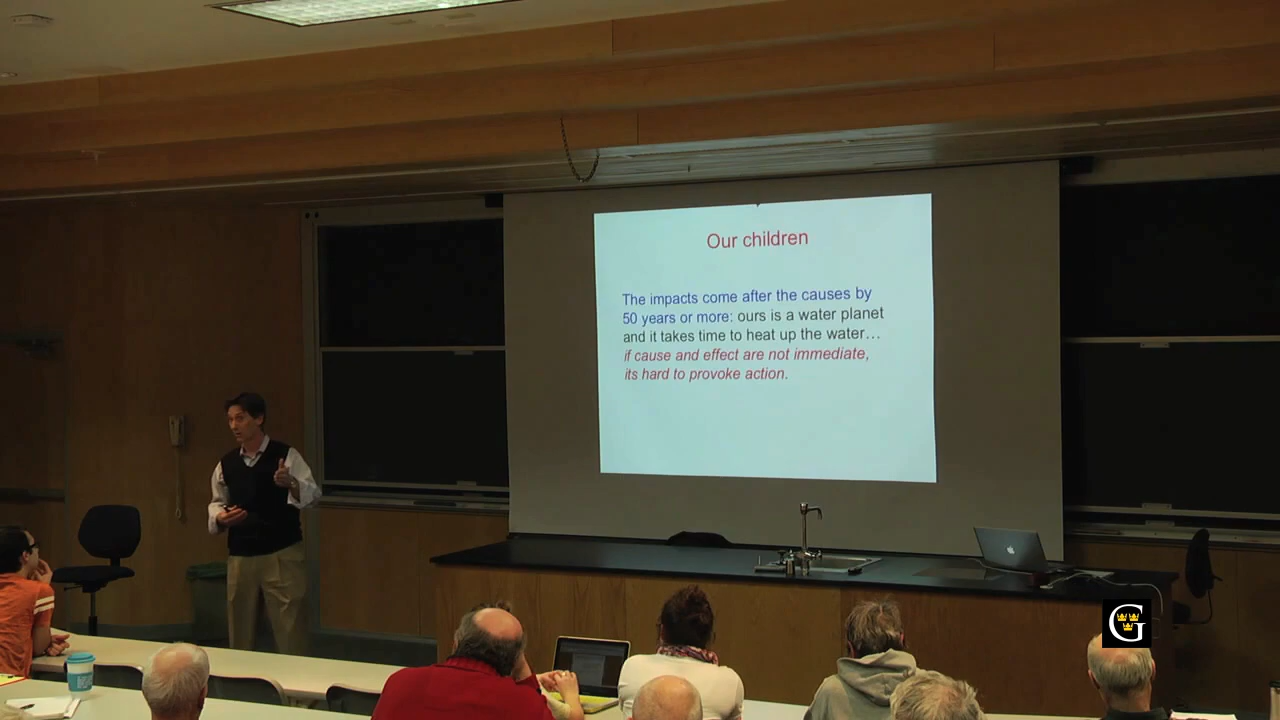 Our children
The impacts come after the causes by
50 years or more: ours is a water planet
and it takes time to heat up the water...
if cause and effect are not immediate,
its hard to provoke action.
G